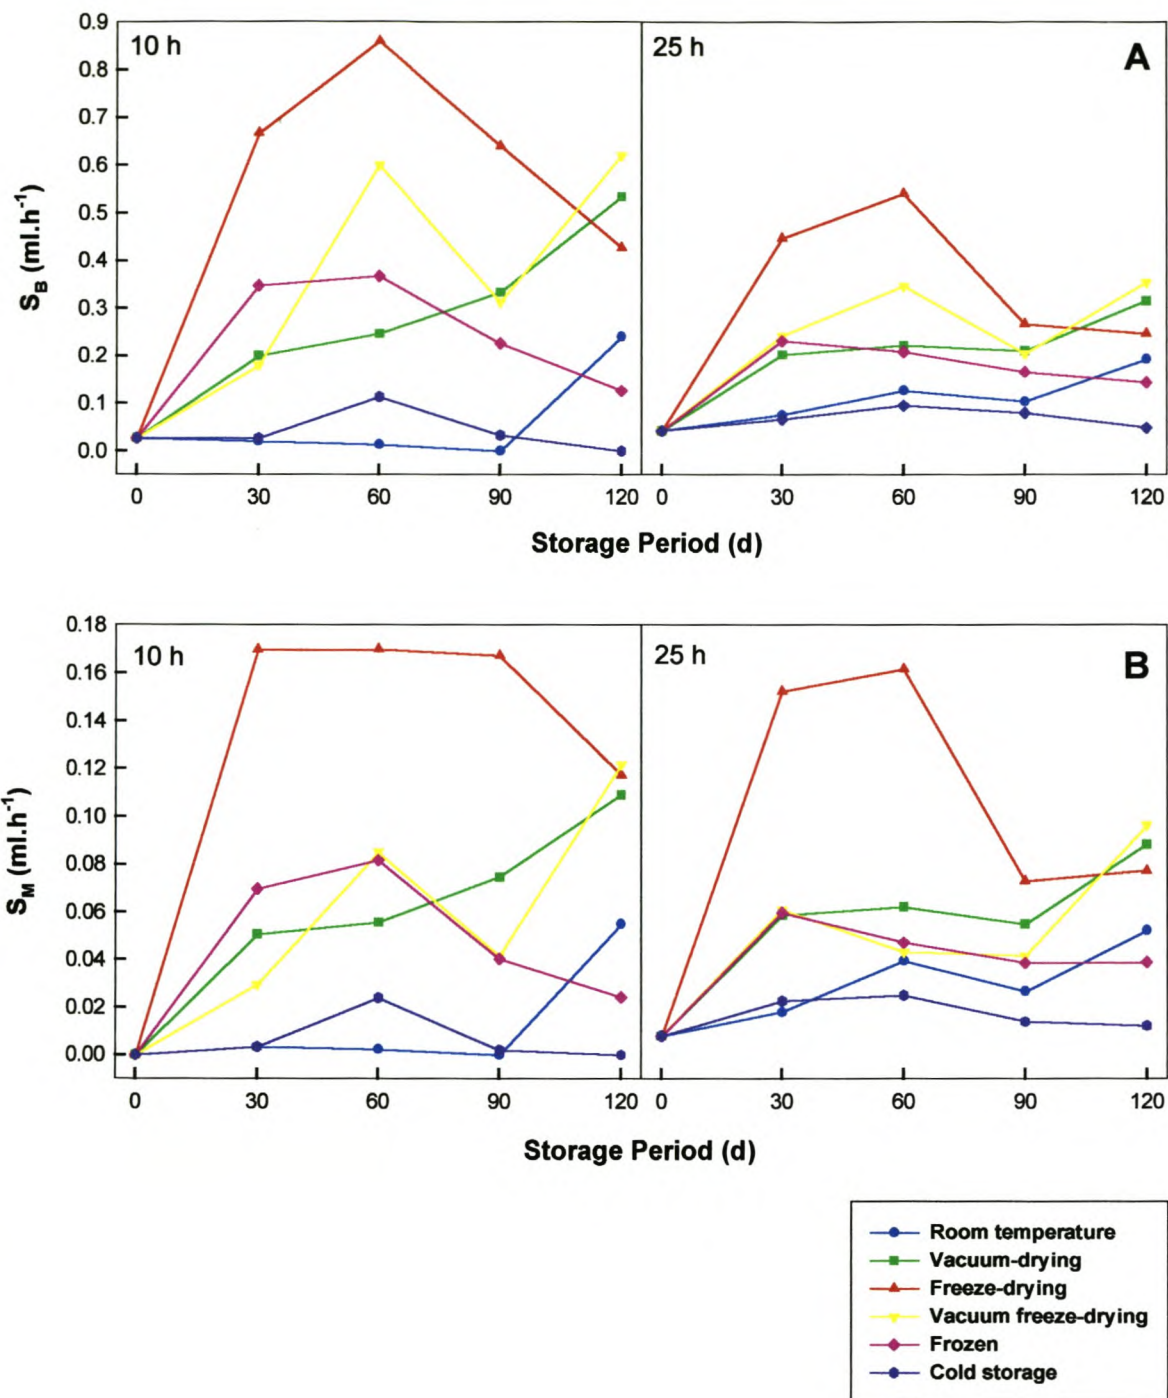 10 h
25 h
A
0.9
0.8
0.7
0.6
0.5
0.4
0.3
0.2
0.1
0.0
S_B (ml.h⁻¹)
0 30 60 90 120 0 30 60 90 120
Storage Period (d)
10 h
25 h
B
0.18
0.16
0.14
0.12
0.10
0.08
0.06
0.04
0.02
0.00
S_M (ml.h⁻¹)
0 30 60 90 120 0 30 60 90 120
Storage Period (d)
Room temperature
Vacuum-drying
Freeze-drying
Vacuum freeze-drying
Frozen
Cold storage